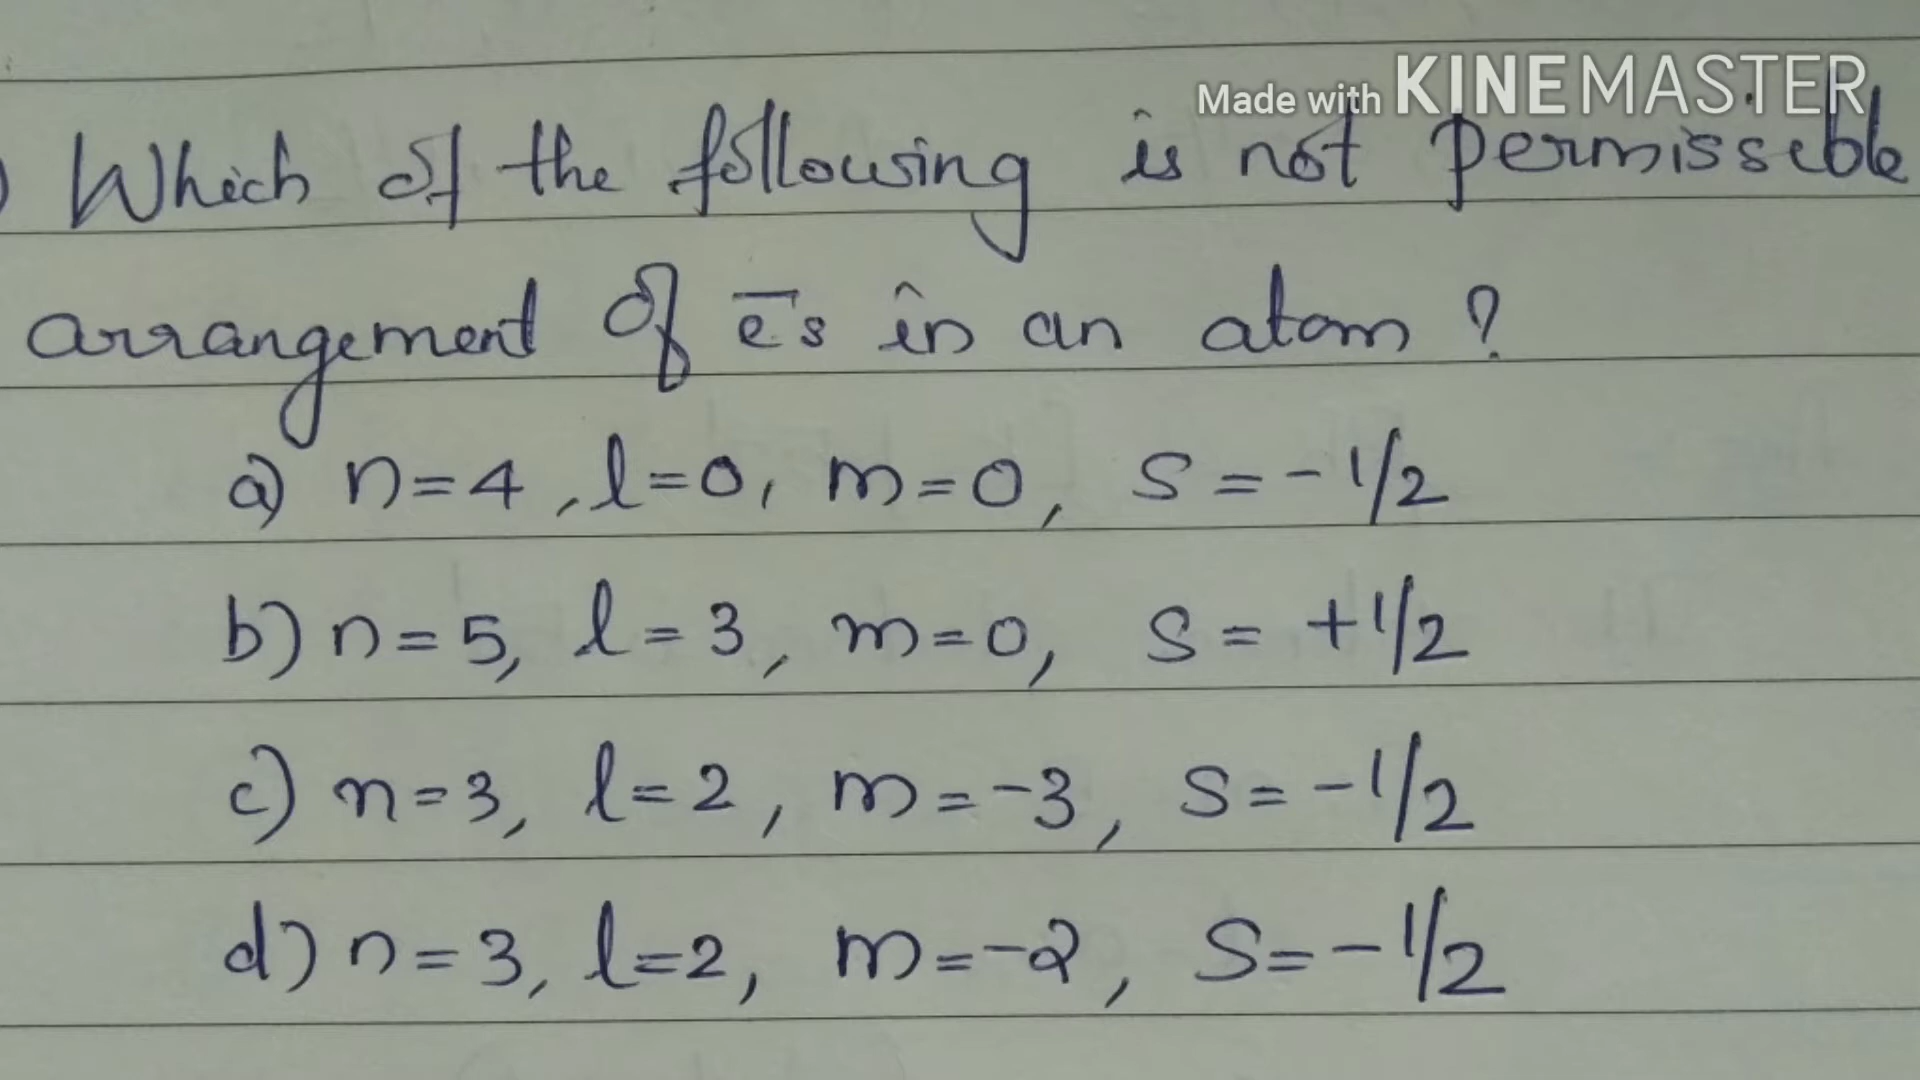 Made with KINEMASTER
) Which of the following is not permissible
arrangement of e̅s in an atom ?
a) n=4, l=0, m=0, s=-1/2
b) n=5, l=3, m=0, s=+1/2
c) n=3, l=2, m=-3, s=-1/2
d) n=3, l=2, m=-2, S=-1/2